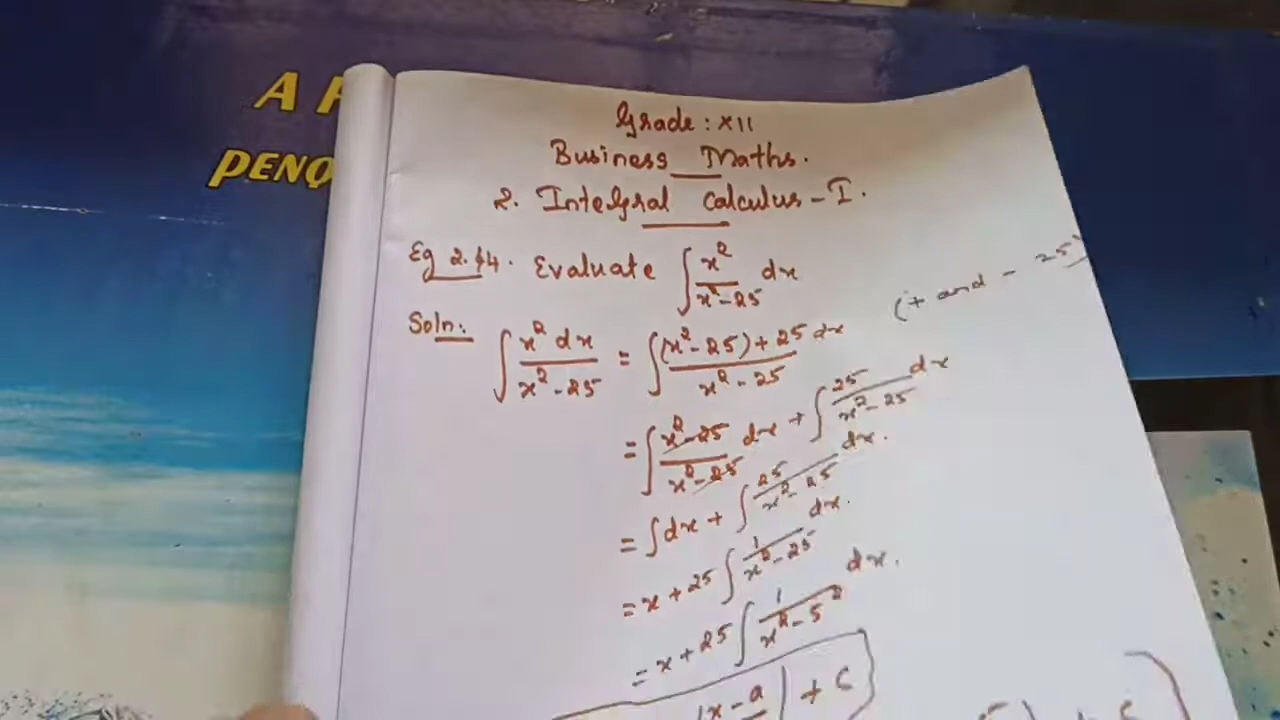 A
PENQ
Grade : XII
Business Maths.
2. Integral Calculus - I.
Eg 2.54. Evaluate ∫ x²/(x²-25) dx
(+ and - 25)
Soln: ∫ x² dx/(x²-25) = ∫ ((x²-25)+25)/(x²-25) dx
= ∫ (x²-25)/(x²-25) dx + ∫ 25/(x²-25) dx
= ∫ dx + ∫ 25/(x²-25) dx.
= x + 25 ∫ 1/(x²-25) dx.
= x + 25 ∫ 1/(x²-5²) dx.
|x-a| + c